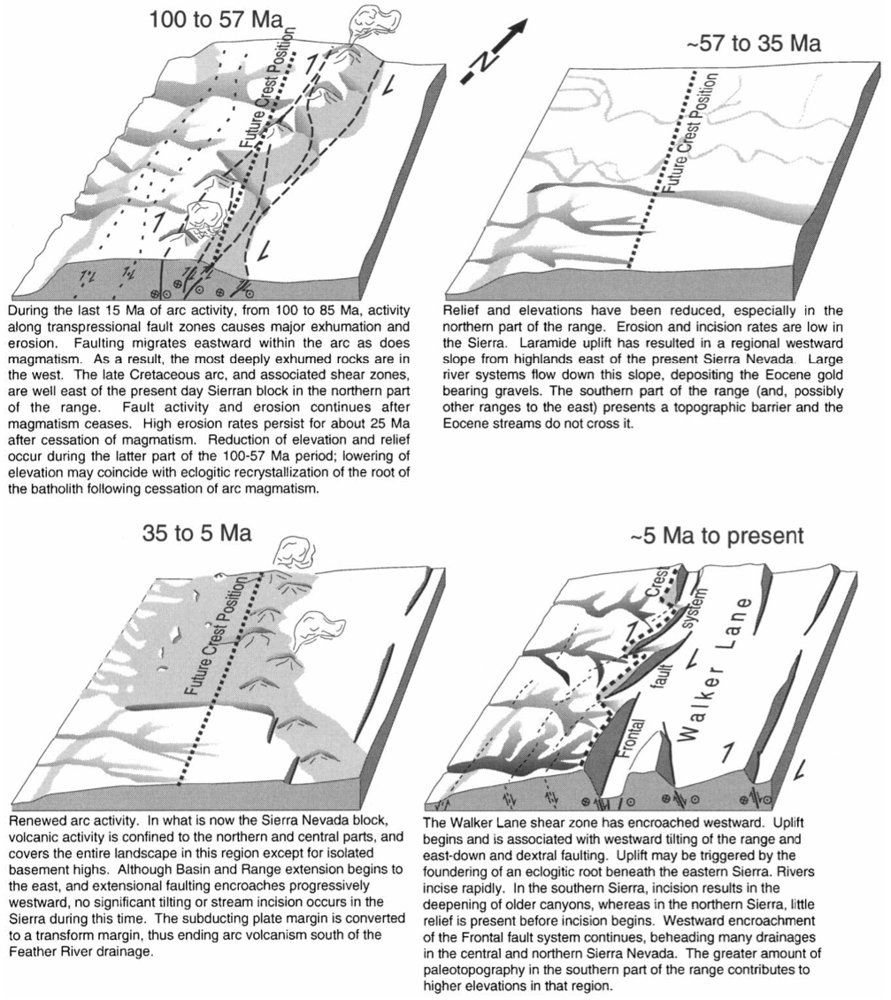 100 to 57 Ma
Future Crest Position
N
~57 to 35 Ma
Future Crest Position
During the last 15 Ma of arc activity, from 100 to 85 Ma, activity
along transpressional fault zones causes major exhumation and
erosion. Faulting migrates eastward within the arc as does
magmatism. As a result, the most deeply exhumed rocks are in
the west. The late Cretaceous arc, and associated shear zones,
are well east of the present day Sierran block in the northern part
of the range. Fault activity and erosion continues after
magmatism ceases. High erosion rates persist for about 25 Ma
after cessation of magmatism. Reduction of elevation and relief
occur during the latter part of the 100-57 Ma period; lowering of
elevation may coincide with eclogitic recrystallization of the root of
the batholith following cessation of arc magmatism.
Relief and elevations have been reduced, especially in the
northern part of the range. Erosion and incision rates are low in
the Sierra. Laramide uplift has resulted in a regional westward
slope from highlands east of the present Sierra Nevada. Large
river systems flow down this slope, depositing the Eocene gold
bearing gravels. The southern part of the range (and, possibly
other ranges to the east) presents a topographic barrier and the
Eocene streams do not cross it.
35 to 5 Ma
Future Crest Position
~5 Ma to present
Crest
Frontal fault system
Walker Lane
Renewed arc activity. In what is now the Sierra Nevada block,
volcanic activity is confined to the northern and central parts, and
covers the entire landscape in this region except for isolated
basement highs. Although Basin and Range extension begins to
the east, and extensional faulting encroaches progressively
westward, no significant tilting or stream incision occurs in the
Sierra during this time. The subducting plate margin is converted
to a transform margin, thus ending arc volcanism south of the
Feather River drainage.
The Walker Lane shear zone has encroached westward. Uplift
begins and is associated with westward tilting of the range and
east-down and dextral faulting. Uplift may be triggered by the
foundering of an eclogitic root beneath the eastern Sierra. Rivers
incise rapidly. In the southern Sierra, incision results in the
deepening of older canyons, whereas in the northern Sierra, little
relief is present before incision begins. Westward encroachment
of the Frontal fault system continues, beheading many drainages
in the central and northern Sierra Nevada. The greater amount of
paleotopography in the southern part of the range contributes to
higher elevations in that region.